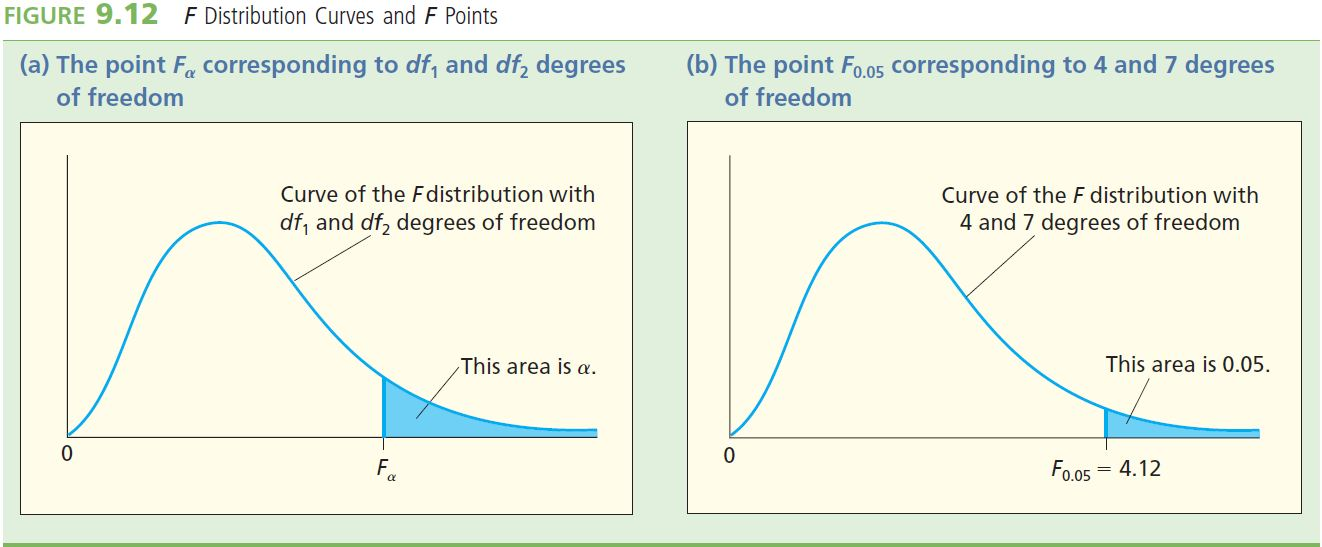 FIGURE 9.12 F Distribution Curves and F Points
(a) The point Fα corresponding to df1 and df2 degrees
of freedom
Curve of the F distribution with
df1 and df2 degrees of freedom
This area is α.
0
Fα
(b) The point F0.05 corresponding to 4 and 7 degrees
of freedom
Curve of the F distribution with
4 and 7 degrees of freedom
This area is 0.05.
0
F0.05 = 4.12